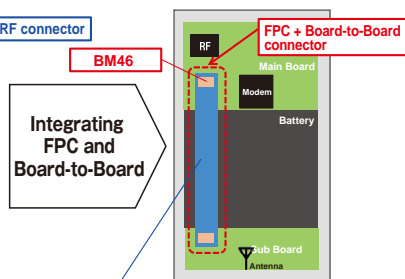 RF connector
BM46
FPC + Board-to-Board
connector
RF
Main Board
Modem
Battery
Integrating
FPC and
Board-to-Board
Sub Board
Antenna